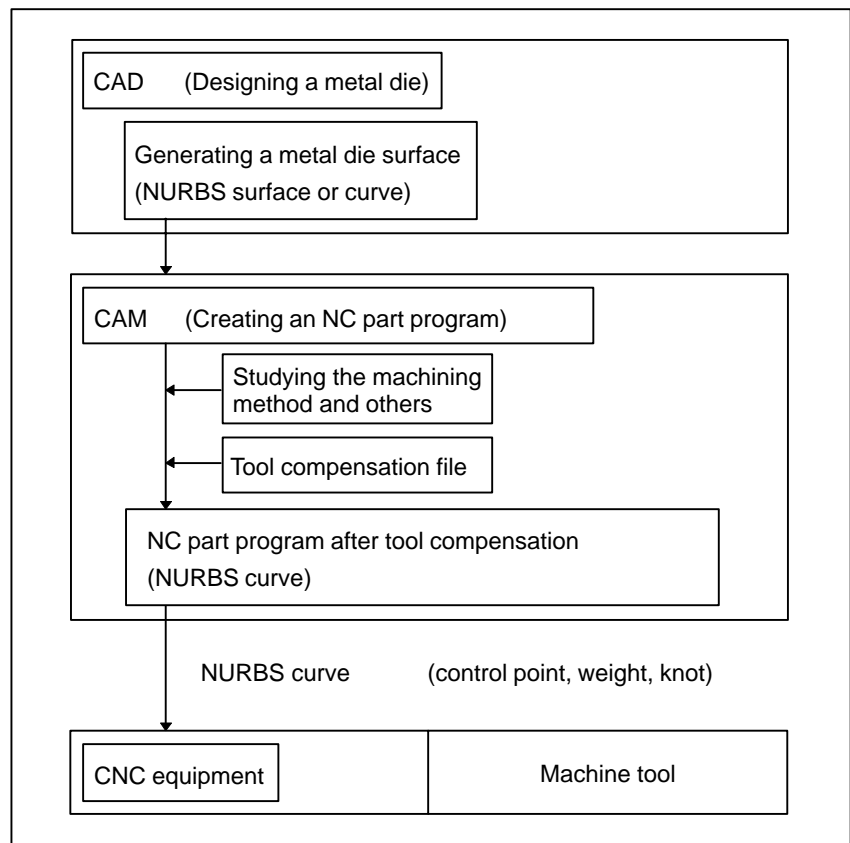 CAD (Designing a metal die)
Generating a metal die surface
(NURBS surface or curve)
CAM (Creating an NC part program)
Studying the machining
method and others
Tool compensation file
NC part program after tool compensation
(NURBS curve)
NURBS curve (control point, weight, knot)
CNC equipment
Machine tool